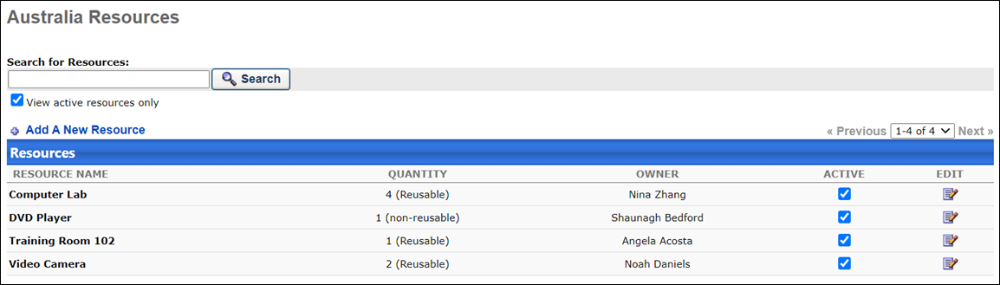 Australia Resources
Search for Resources:
Search
View active resources only
Add A New Resource « Previous 1-4 of 4 Next »
Resources
RESOURCE NAME QUANTITY OWNER ACTIVE EDIT
Computer Lab 4 (Reusable) Nina Zhang
DVD Player 1 (non-reusable) Shaunagh Bedford
Training Room 102 1 (Reusable) Angela Acosta
Video Camera 2 (Reusable) Noah Daniels